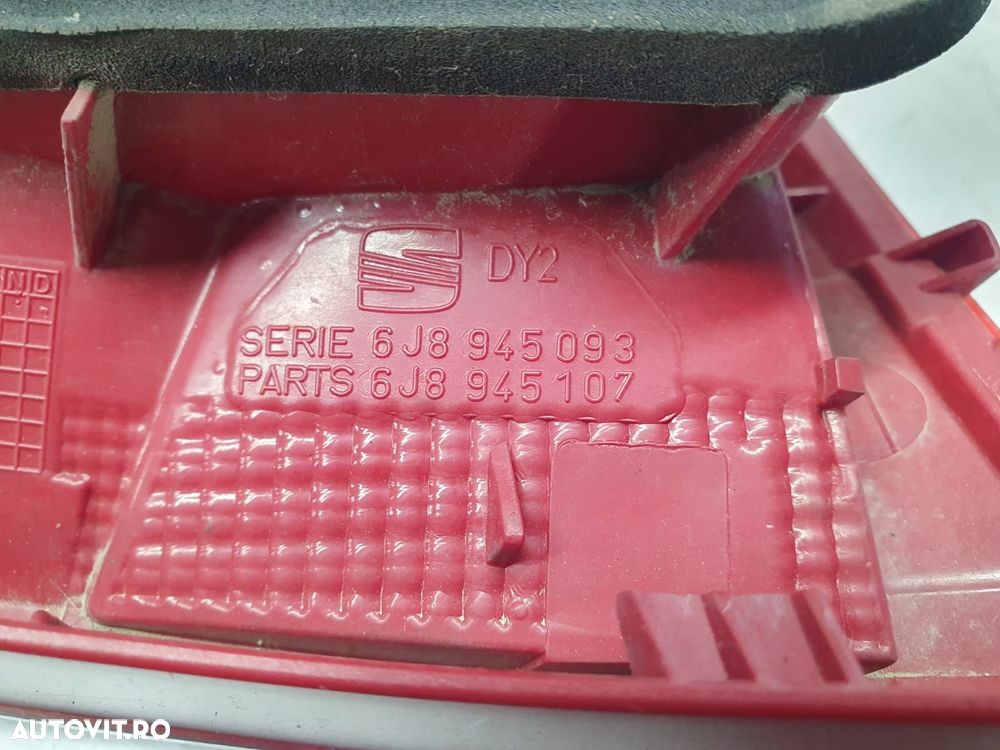 DY2
SERIE 6J8 945 093
PARTS 6J8 945 107
N D
AUTOVIT.RO